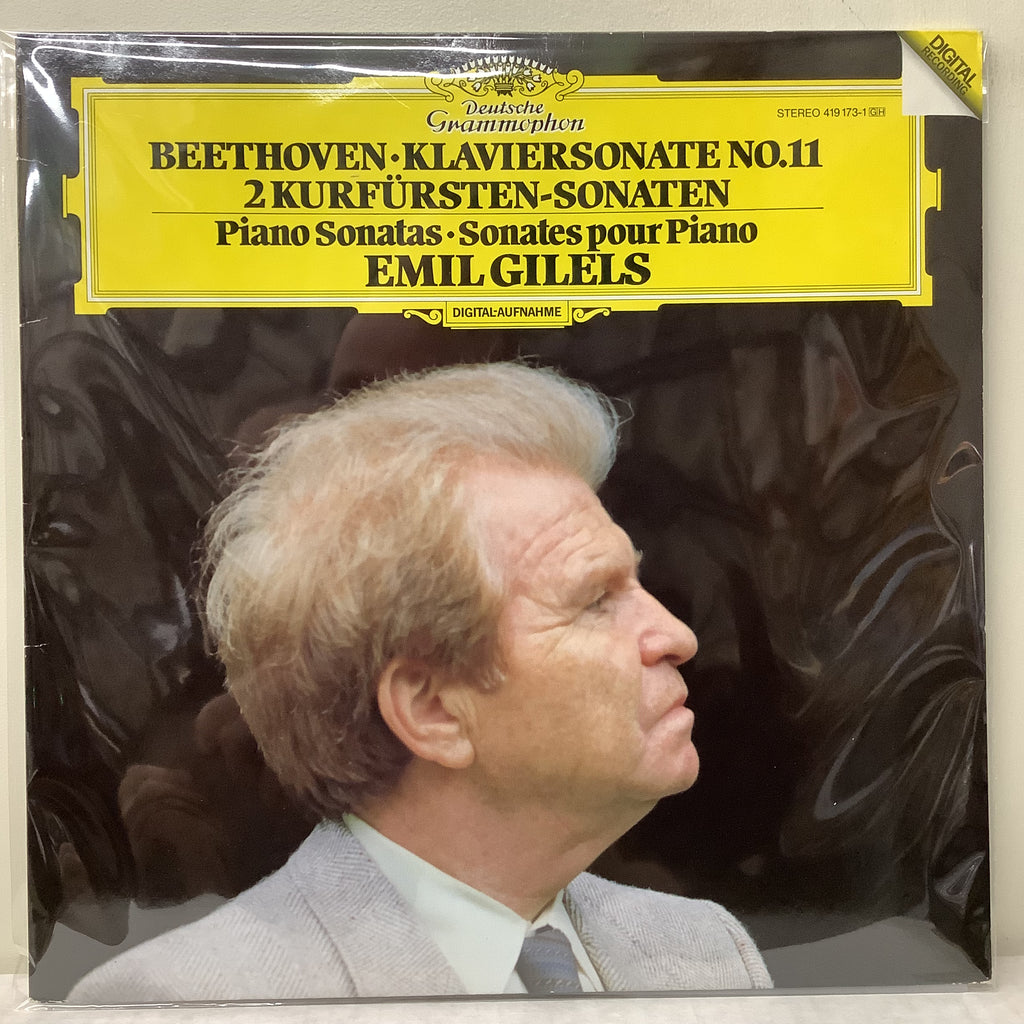 DIGITAL
RECORDING
Deutsche
Grammophon
STEREO 419 173-1 GH
BEETHOVEN·KLAVIERSONATE NO.11
2 KURFÜRSTEN-SONATEN
Piano Sonatas·Sonates pour Piano
EMIL GILELS
DIGITAL-AUFNAHME